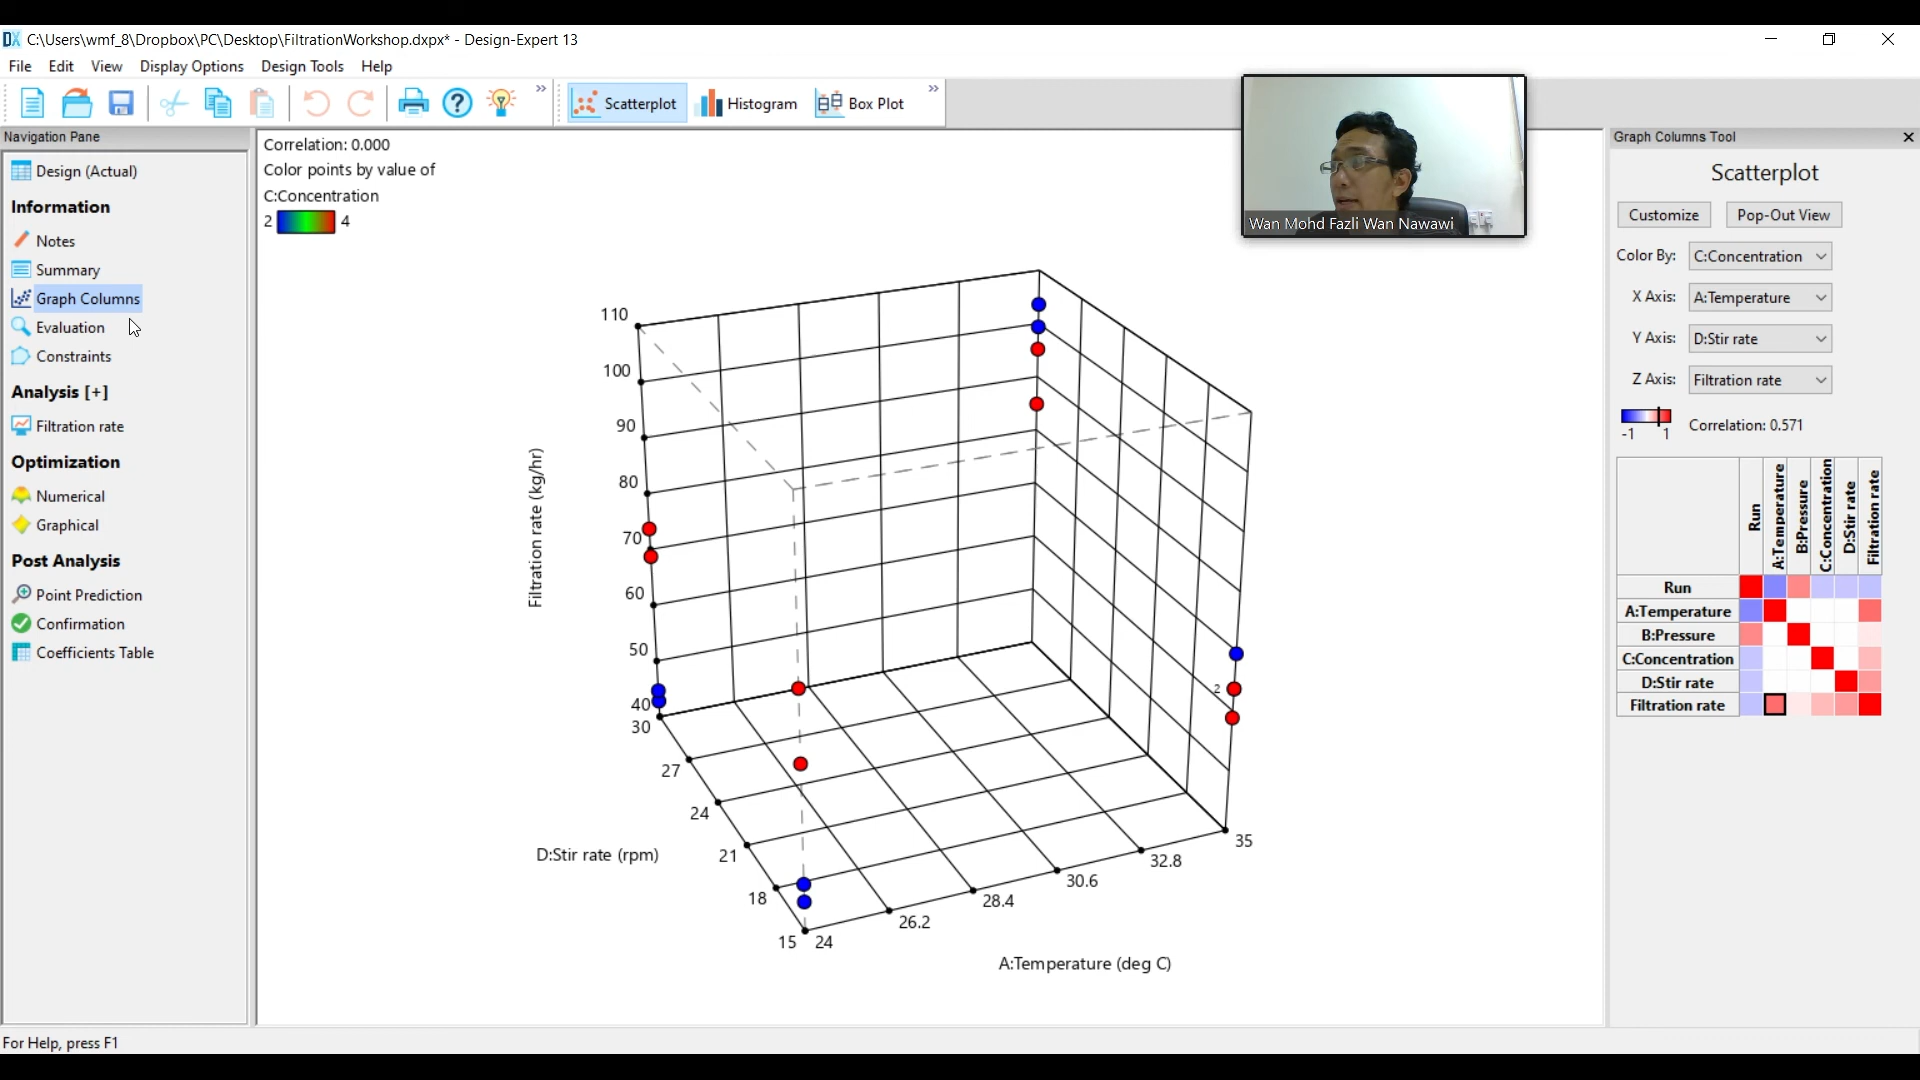 C:\Users\wmf_8\Dropbox\PC\Desktop\FiltrationWorkshop.dxpx* - Design-Expert 13
File Edit View Display Options Design Tools Help
Scatterplot Histogram Box Plot
Navigation Pane
Design (Actual)
Information
Notes
Summary
Graph Columns
Evaluation
Constraints
Analysis [+]
Filtration rate
Optimization
Numerical
Graphical
Post Analysis
Point Prediction
Confirmation
Coefficients Table
Correlation: 0.000
Color points by value of
C:Concentration
2 4
110
100
90
80
70
60
50
40
30
27
24
21
18
15
24
26.2
28.4
30.6
32.8
35
2
Filtration rate (kg/hr)
D:Stir rate (rpm)
A:Temperature (deg C)
Wan Mohd Fazli Wan Nawawi
Graph Columns Tool
Scatterplot
Customize Pop-Out View
Color By: C:Concentration
X Axis: A:Temperature
Y Axis: D:Stir rate
Z Axis: Filtration rate
-1 1 Correlation: 0.571
Run
A:Temperature
B:Pressure
C:Concentration
D:Stir rate
Filtration rate
Run
A:Temperature
B:Pressure
C:Concentration
D:Stir rate
Filtration rate
For Help, press F1